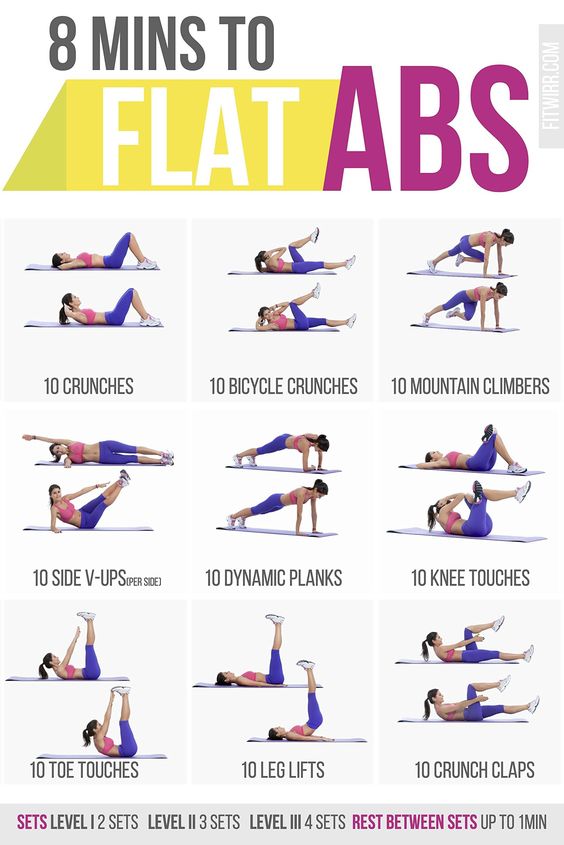 8 MINS TO
FLAT ABS
FITWIRR.COM
10 CRUNCHES
10 BICYCLE CRUNCHES
10 MOUNTAIN CLIMBERS
10 SIDE V-UPS(PER SIDE)
10 DYNAMIC PLANKS
10 KNEE TOUCHES
10 TOE TOUCHES
10 LEG LIFTS
10 CRUNCH CLAPS
SETS LEVEL I 2 SETS LEVEL II 3 SETS LEVEL III 4 SETS REST BETWEEN SETS UP TO 1MIN